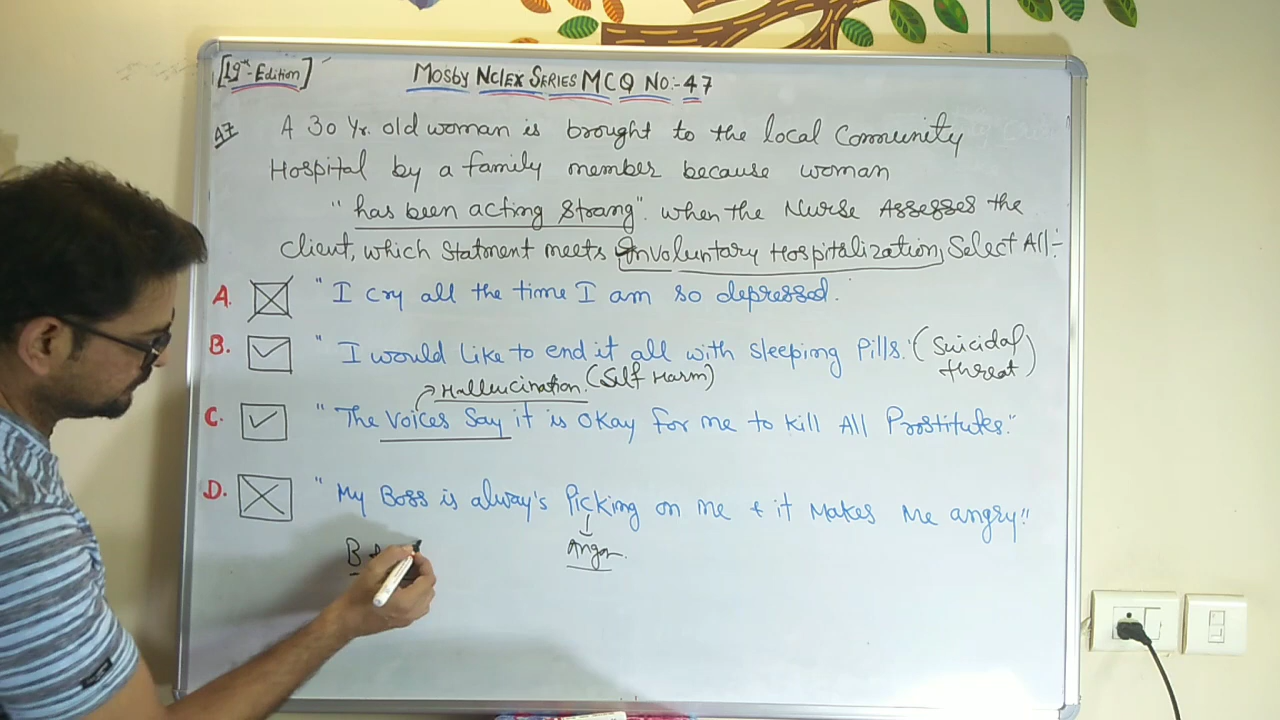 [19th-Edition]
Mosby NClEX SERiES MCQ No:- 47
47 A 30 Yr. old woman is brought to the local Community
Hospital by a family member because woman
"has been acting strang". when the Nurse Assesses the
client, which statment meets Involuntary Hospitalization, Select All:-
A. "I cry all the time I am so depressed.
B. "I would like to end it all with sleeping Pills. (Suicidal threat)
Hallucination. (Self Harm)
C. "The Voices Say it is Okay for me to kill All Prostitutes."
D. "My Boss is alway's Picking on me & it Makes Me angry!"
B &